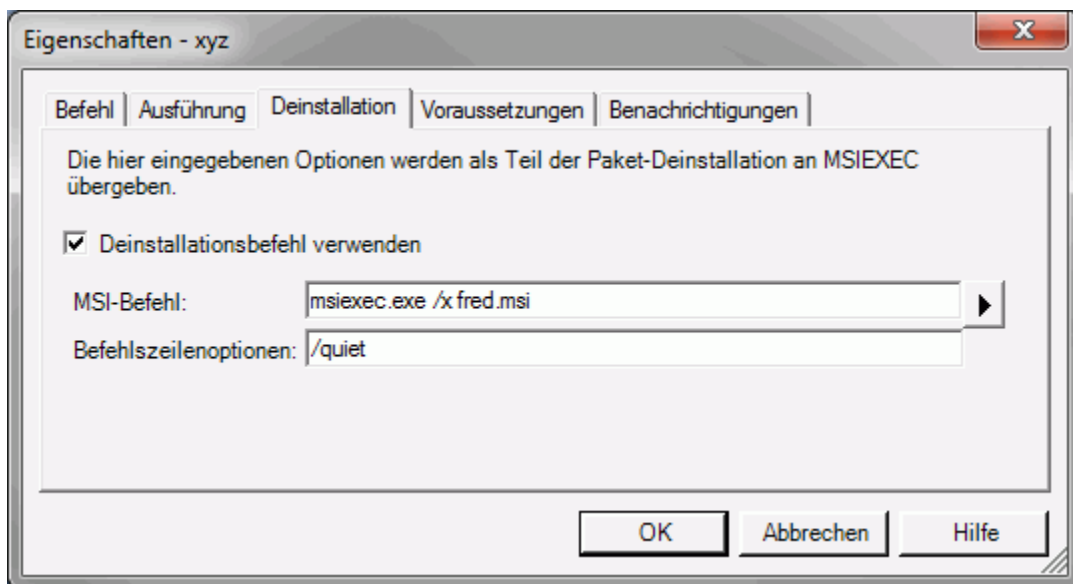 Eigenschaften - xyz
Befehl Ausführung Deinstallation Voraussetzungen Benachrichtigungen
Die hier eingegebenen Optionen werden als Teil der Paket-Deinstallation an MSIEXEC
übergeben.
Deinstallationsbefehl verwenden
MSI-Befehl: msiexec.exe /x fred.msi
Befehlszeilenoptionen: /quiet
OK Abbrechen Hilfe